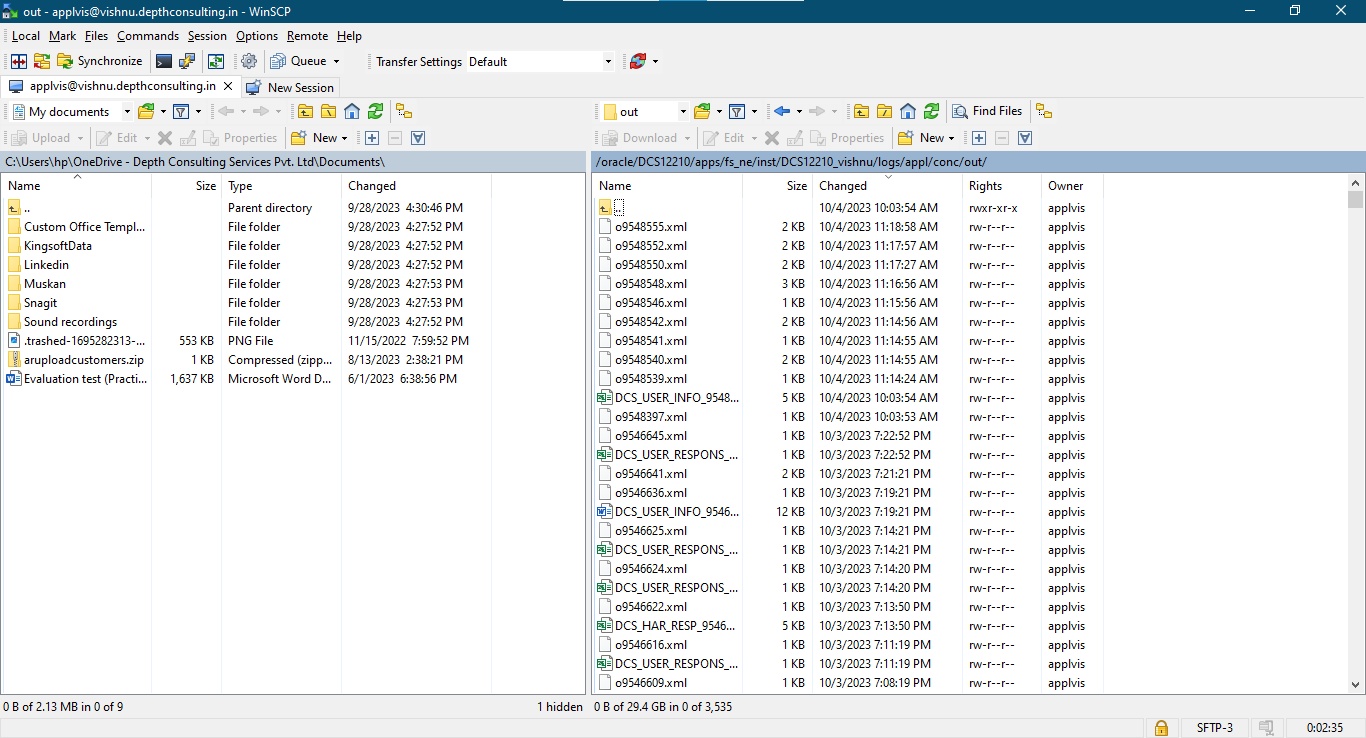 out - applvis@vishnu.depthconsulting.in - WinSCP
Local Mark Files Commands Session Options Remote Help
Synchronize Queue Transfer Settings Default
applvis@vishnu.depthconsulting.in X New Session
My documents
Upload Edit Properties New
C:\Users\hp\OneDrive - Depth Consulting Services Pvt. Ltd\Documents\
Name Size Type Changed
.. Parent directory 9/28/2023 4:30:46 PM
Custom Office Templ... File folder 9/28/2023 4:27:52 PM
KingsoftData File folder 9/28/2023 4:27:52 PM
Linkedin File folder 9/28/2023 4:27:52 PM
Muskan File folder 9/28/2023 4:27:53 PM
Snagit File folder 9/28/2023 4:27:53 PM
Sound recordings File folder 9/28/2023 4:27:52 PM
.trashed-1695282313-... 553 KB PNG File 11/15/2022 7:59:52 PM
aruploadcustomers.zip 1 KB Compressed (zipp... 8/13/2023 2:38:21 PM
Evaluation test (Practi... 1,637 KB Microsoft Word D... 6/1/2023 6:38:56 PM
0 B of 2.13 MB in 0 of 9 1 hidden
out Find Files
Download Edit Properties New
/oracle/DCS12210/apps/fs_ne/inst/DCS12210_vishnu/logs/appl/conc/out/
Name Size Changed Rights Owner
.. 10/4/2023 10:03:54 AM rwxr-xr-x applvis
o9548555.xml 2 KB 10/4/2023 11:18:58 AM rw-r--r-- applvis
o9548552.xml 2 KB 10/4/2023 11:17:57 AM rw-r--r-- applvis
o9548550.xml 2 KB 10/4/2023 11:17:27 AM rw-r--r-- applvis
o9548548.xml 3 KB 10/4/2023 11:16:56 AM rw-r--r-- applvis
o9548546.xml 1 KB 10/4/2023 11:15:56 AM rw-r--r-- applvis
o9548542.xml 2 KB 10/4/2023 11:14:56 AM rw-r--r-- applvis
o9548541.xml 1 KB 10/4/2023 11:14:55 AM rw-r--r-- applvis
o9548540.xml 2 KB 10/4/2023 11:14:55 AM rw-r--r-- applvis
o9548539.xml 1 KB 10/4/2023 11:14:24 AM rw-r--r-- applvis
DCS_USER_INFO_9548... 5 KB 10/4/2023 10:03:54 AM rw-r--r-- applvis
o9548397.xml 1 KB 10/4/2023 10:03:53 AM rw-r--r-- applvis
o9546645.xml 1 KB 10/3/2023 7:22:52 PM rw-r--r-- applvis
DCS_USER_RESPONS_... 1 KB 10/3/2023 7:22:52 PM rw-r--r-- applvis
o9546641.xml 2 KB 10/3/2023 7:21:21 PM rw-r--r-- applvis
o9546636.xml 1 KB 10/3/2023 7:19:21 PM rw-r--r-- applvis
DCS_USER_INFO_9546... 12 KB 10/3/2023 7:19:21 PM rw-r--r-- applvis
o9546625.xml 1 KB 10/3/2023 7:14:21 PM rw-r--r-- applvis
DCS_USER_RESPONS_... 1 KB 10/3/2023 7:14:21 PM rw-r--r-- applvis
o9546624.xml 1 KB 10/3/2023 7:14:20 PM rw-r--r-- applvis
DCS_USER_RESPONS_... 1 KB 10/3/2023 7:14:20 PM rw-r--r-- applvis
o9546622.xml 1 KB 10/3/2023 7:13:50 PM rw-r--r-- applvis
DCS_HAR_RESP_9546... 5 KB 10/3/2023 7:13:50 PM rw-r--r-- applvis
o9546616.xml 1 KB 10/3/2023 7:11:19 PM rw-r--r-- applvis
DCS_USER_RESPONS_... 1 KB 10/3/2023 7:11:19 PM rw-r--r-- applvis
o9546609.xml 1 KB 10/3/2023 7:08:19 PM rw-r--r-- applvis
0 B of 29.4 GB in 0 of 3,535
SFTP-3 0:02:35